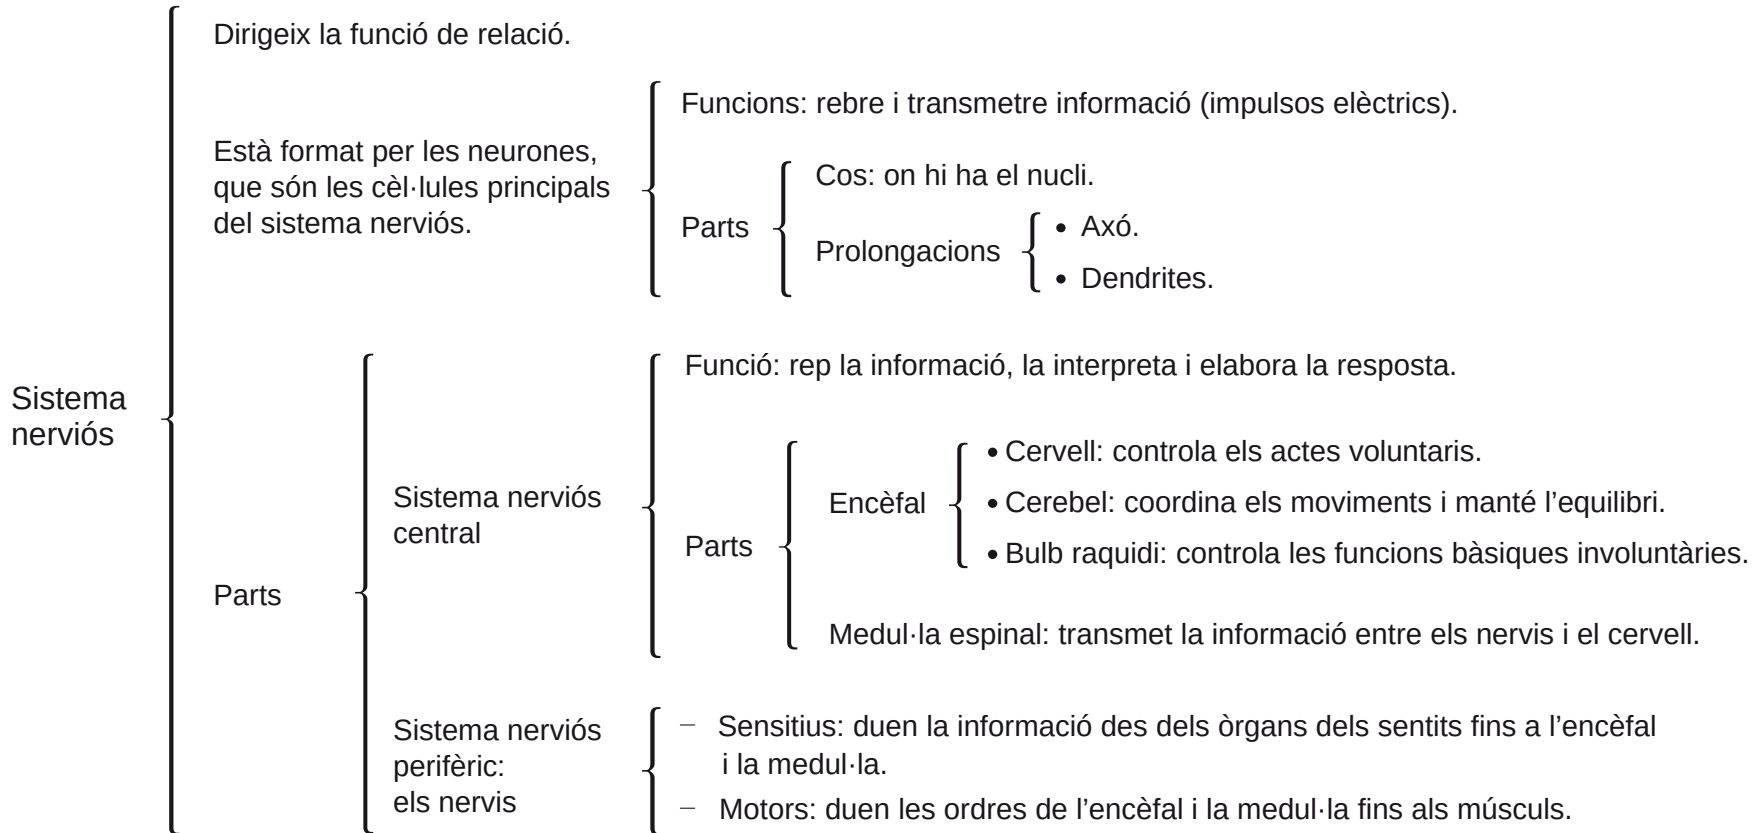 Dirigeix la funció de relació.
Funcions: rebre i transmetre informació (impulsos elèctrics).
Està format per les neurones,
que són les cèl·lules principals
del sistema nerviós.
Parts
Cos: on hi ha el nucli.
Prolongacions
• Axó.
• Dendrites.
Sistema
nerviós
Parts
Sistema nerviós
central
Funció: rep la informació, la interpreta i elabora la resposta.
Parts
Encèfal
• Cervell: controla els actes voluntaris.
• Cerebel: coordina els moviments i manté l’equilibri.
• Bulb raquidi: controla les funcions bàsiques involuntàries.
Medul·la espinal: transmet la informació entre els nervis i el cervell.
Sistema nerviós
perifèric:
els nervis
– Sensitius: duen la informació des dels òrgans dels sentits fins a l’encèfal
i la medul·la.
– Motors: duen les ordres de l’encèfal i la medul·la fins als músculs.